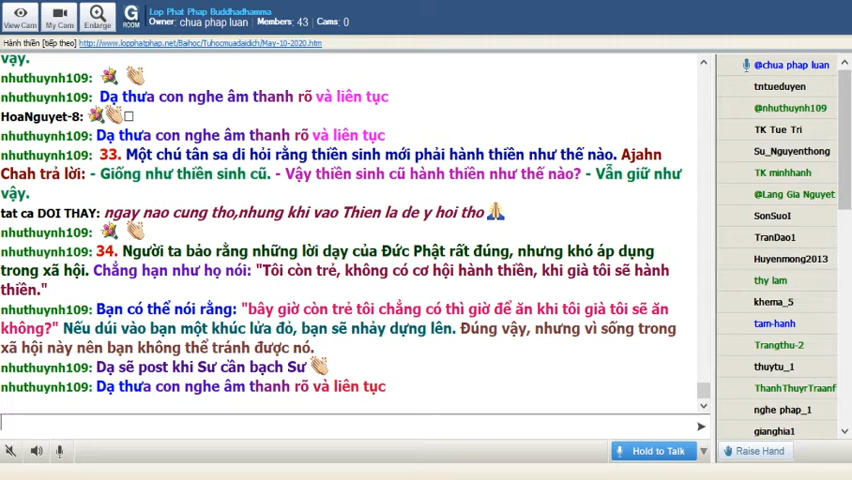 Lop Phat Phap Buddhadhamma
Owner: chua phap luan Members: 43 Cams: 0
View Cam
My Cam
Enlarge
G
ROOM
Hành thiền [tiếp theo] http://www.lopphatphap.net/Baihoc/Tuhocmuadaidich/May-10-2020.htm
vậy.
nhuthuynh109:
nhuthuynh109: Dạ thưa con nghe âm thanh rõ và liên tục
HoaNguyet-8:
nhuthuynh109: Dạ thưa con nghe âm thanh rõ và liên tục
nhuthuynh109: 33. Một chú tân sa di hỏi rằng thiền sinh mới phải hành thiền như thế nào. Ajahn
Chah trả lời: - Giống như thiền sinh cũ. - Vậy thiền sinh cũ hành thiền như thế nào? - Vẫn giữ như
vậy.
tat ca DOI THAY: ngay nao cung tho,nhung khi vao Thien la de y hoi tho
nhuthuynh109:
nhuthuynh109: 34. Người ta bảo rằng những lời dạy của Đức Phật rất đúng, nhưng khó áp dụng
trong xã hội. Chẳng hạn như họ nói: "Tôi còn trẻ, không có cơ hội hành thiền, khi già tôi sẽ hành
thiền."
nhuthuynh109: Bạn có thể nói rằng: "bây giờ còn trẻ tôi chẳng có thì giờ để ăn khi tôi già tôi sẽ ăn
không?" Nếu dúi vào bạn một khúc lửa đỏ, bạn sẽ nhảy dựng lên. Đúng vậy, nhưng vì sống trong
xã hội này nên bạn không thể tránh được nó.
nhuthuynh109: Dạ sẽ post khi Sư cần bạch Sư
nhuthuynh109: Dạ thưa con nghe âm thanh rõ và liên tục
@chua phap luan
tntueduyen
@nhuthuynh109
TK Tue Tri
Su_Nguyenthong
TK minhhanh
@Lang Gia Nguyet
SonSuoI
TranDao1
Huyenmong2013
thy lam
khema_5
tam-hanh
Trangthu-2
thuytu_1
ThanhThuyrTraanf
nghe phap_1
gianghia1
Hold to Talk
Raise Hand